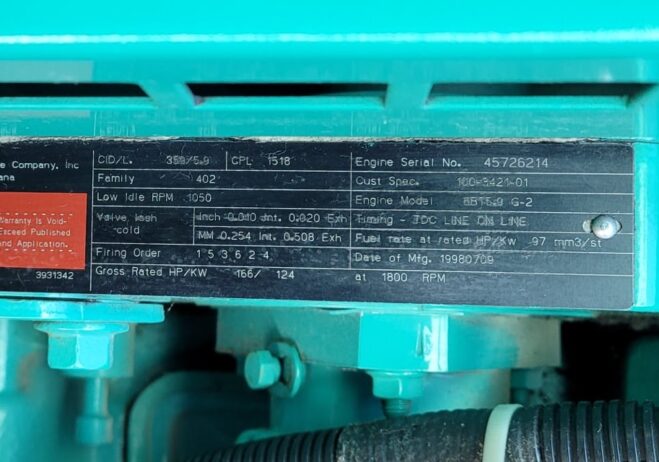 e Company, Inc
ana
CID/L. 359/5.9 CPL 1518 Engine Serial No. 45726214
Family 402 Cust Spec.
Low Idle RPM 1050 Engine Model 6BT5.9 G-2
Valve lash cold Inch 0.010 Int. 0.020 Exh Timing - TDC LINE ON LINE
MM 0.254 Int. 0.508 Exh Fuel rate at rated HP/KW 97 mm3/st
Firing Order 1 5 3 6 2 4 Date of Mfg. 19980709
Gross Rated HP/KW 166/ 124 at 1800 RPM
Warranty Is Void-
Exceed Published
nd Application.
3931342